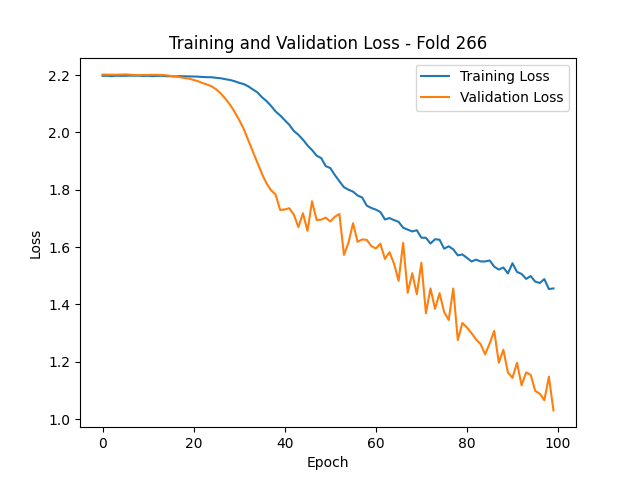 Training and Validation Loss - Fold 266
Training Loss
Validation Loss
2.2
2.0
1.8
1.6
1.4
1.2
1.0
Loss
0
20
40
60
80
100
Epoch